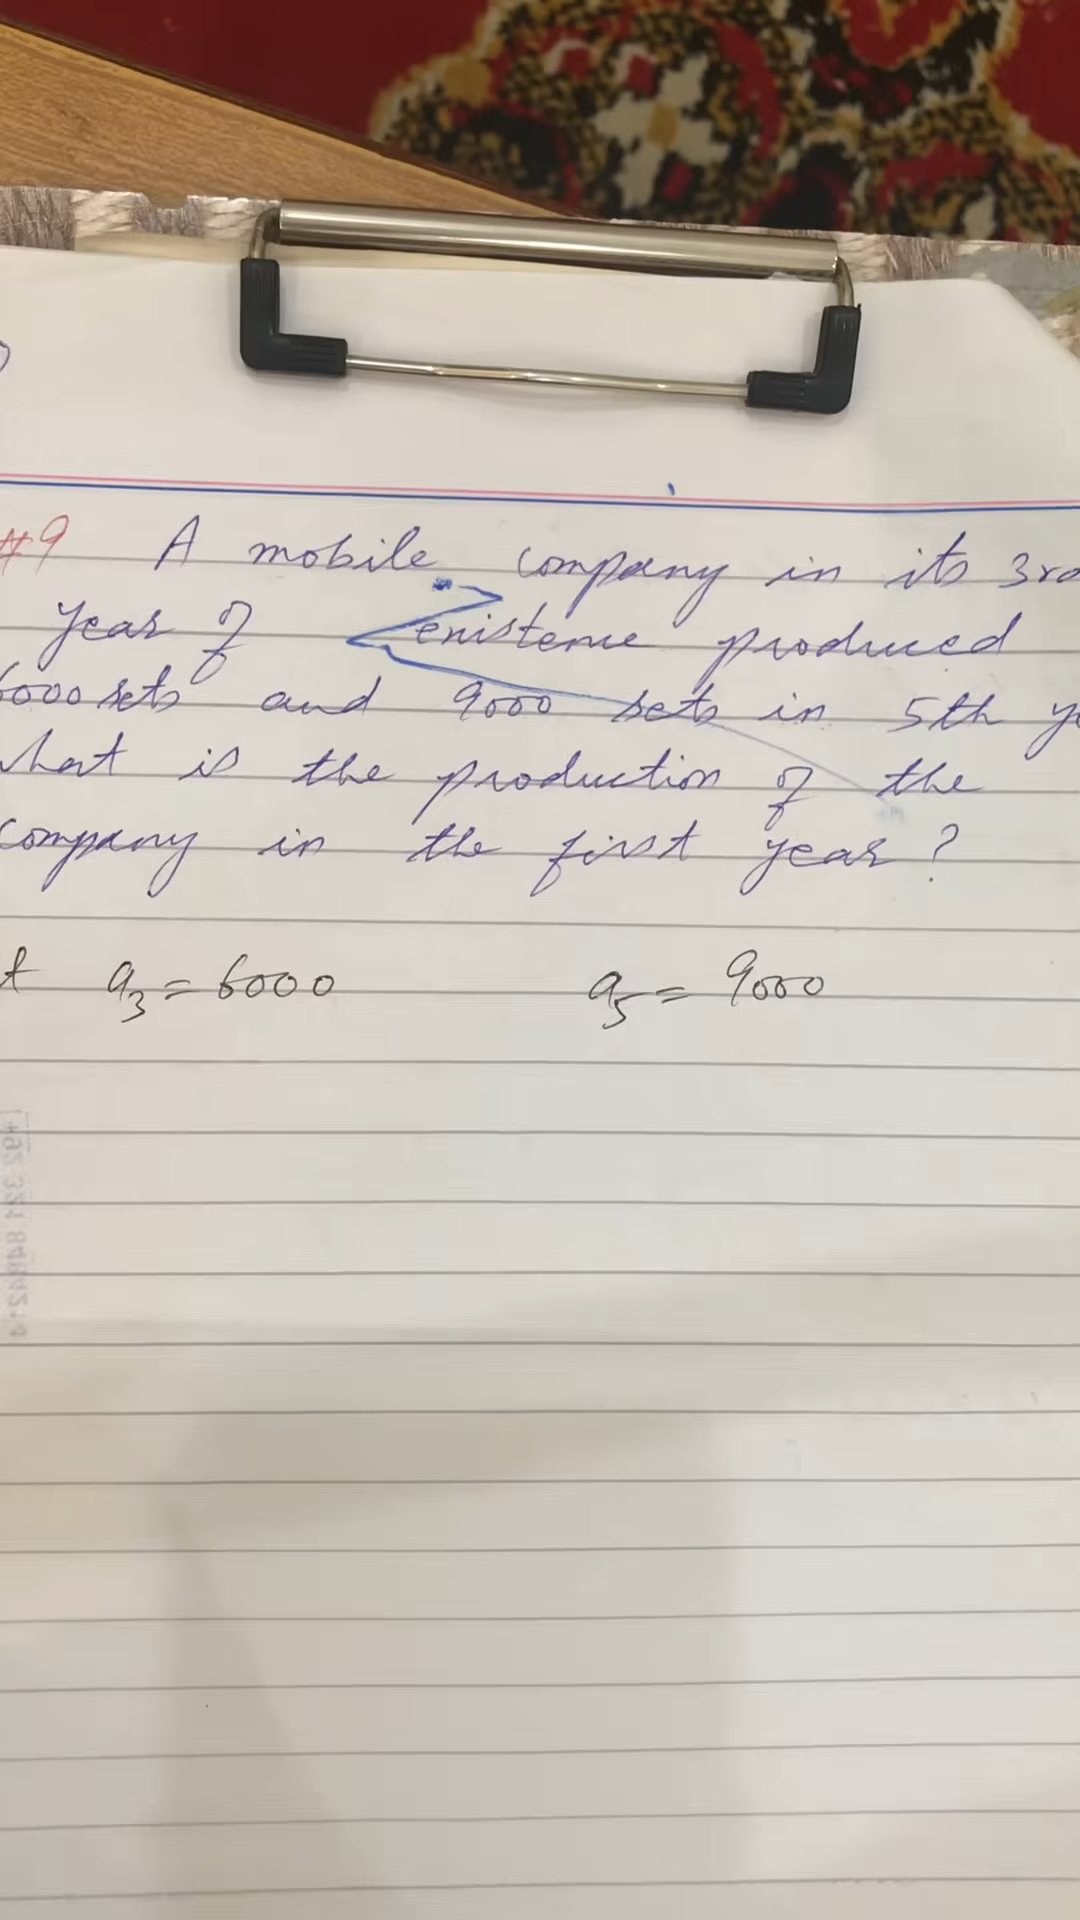 #9 A mobile company in its 3rd
year of existence produced
6000 sets and 9000 sets in 5th
what is the production of the
company in the first year?
a3 = 6000 a5 = 9000